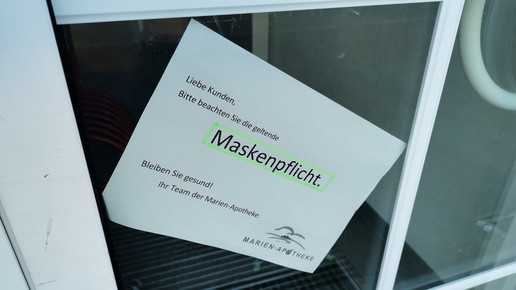 Liebe Kunden,
Bitte beachten Sie die geltende
Maskenpflicht.
Bleiben Sie gesund!
Ihr Team der Marien-Apotheke.
MARIEN-APOTHEKE